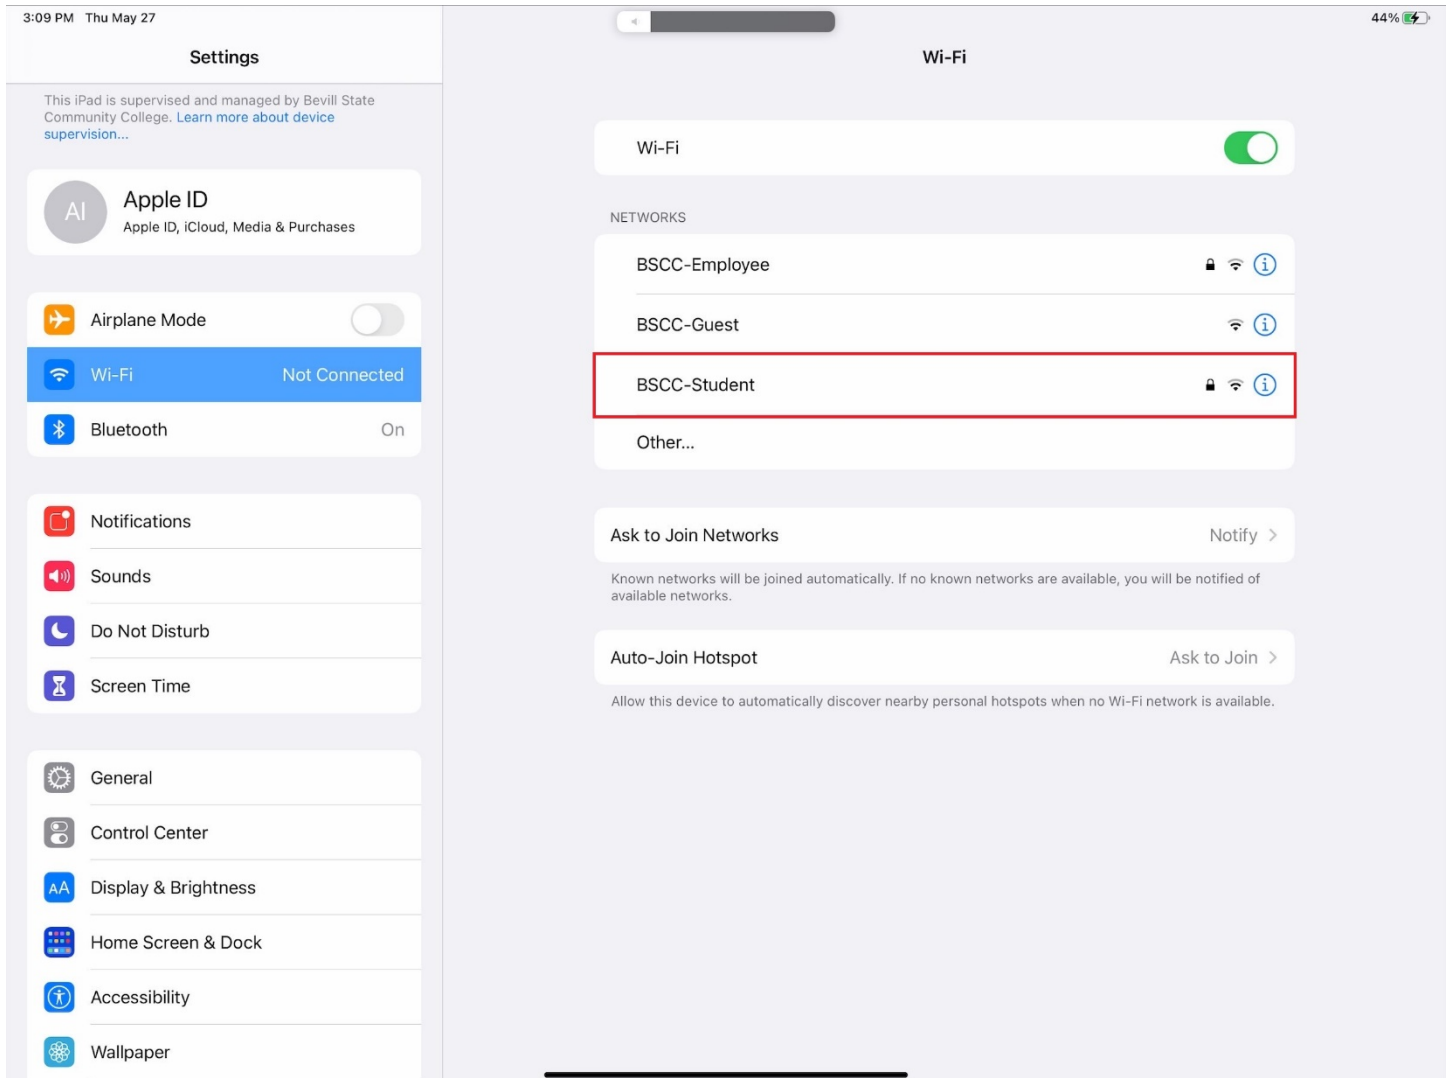 3:09 PM Thu May 27
44%
Settings
This iPad is supervised and managed by Bevill State
Community College. Learn more about device
supervision...
AI
Apple ID
Apple ID, iCloud, Media & Purchases
Airplane Mode
Wi-Fi Not Connected
Bluetooth On
Notifications
Sounds
Do Not Disturb
Screen Time
General
Control Center
AA Display & Brightness
Home Screen & Dock
Accessibility
Wallpaper
Wi-Fi
Wi-Fi
NETWORKS
BSCC-Employee
BSCC-Guest
BSCC-Student
Other...
Ask to Join Networks Notify
Known networks will be joined automatically. If no known networks are available, you will be notified of
available networks.
Auto-Join Hotspot Ask to Join
Allow this device to automatically discover nearby personal hotspots when no Wi-Fi network is available.